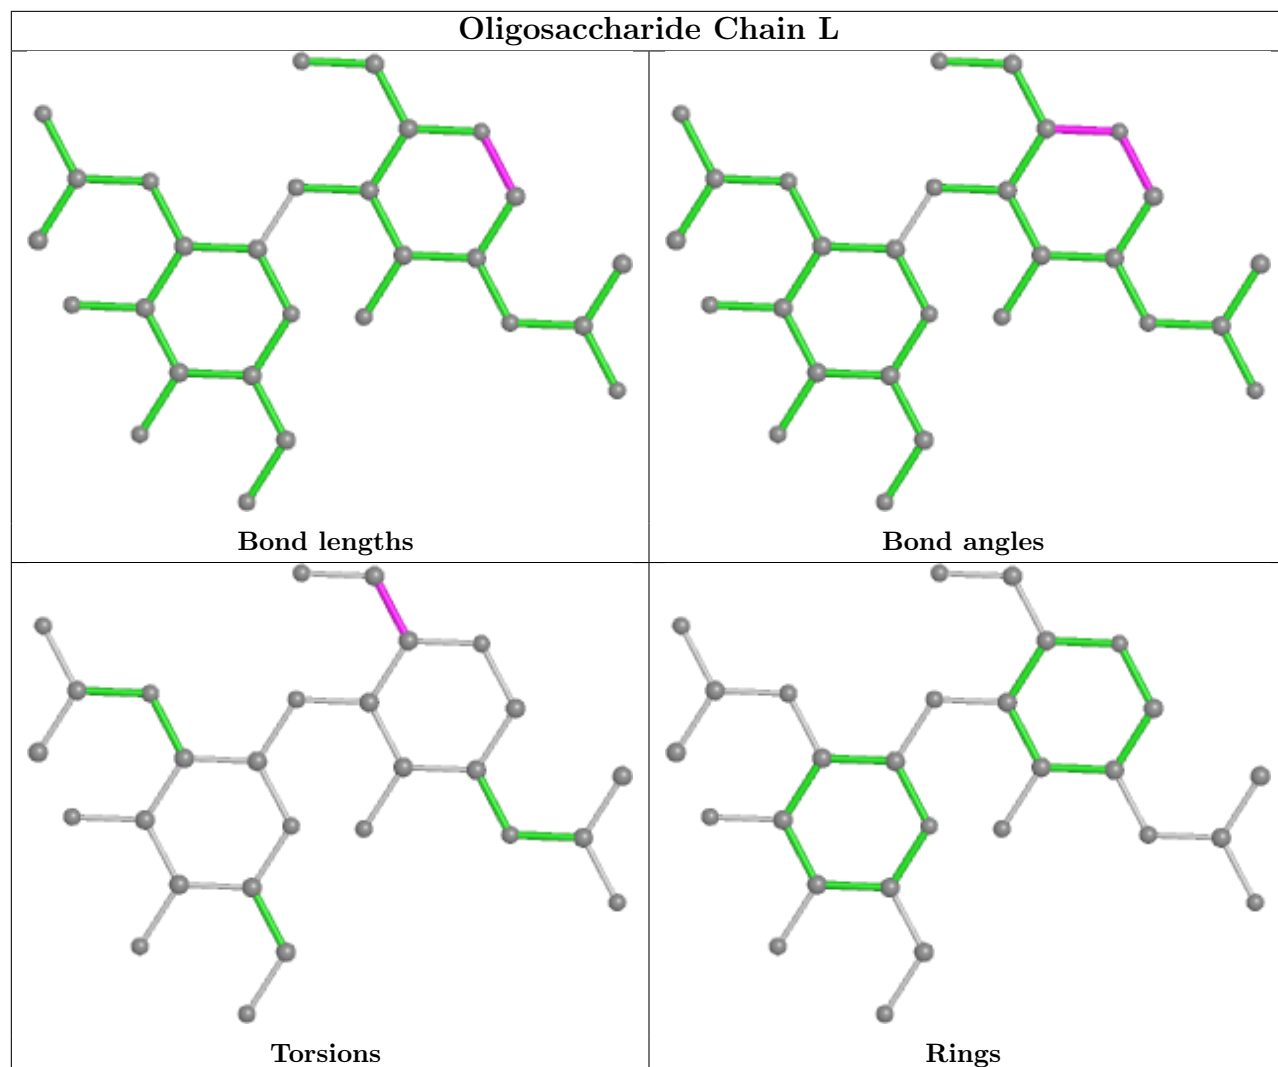 Oligosaccharide Chain L
Bond lengths
Bond angles
Torsions
Rings